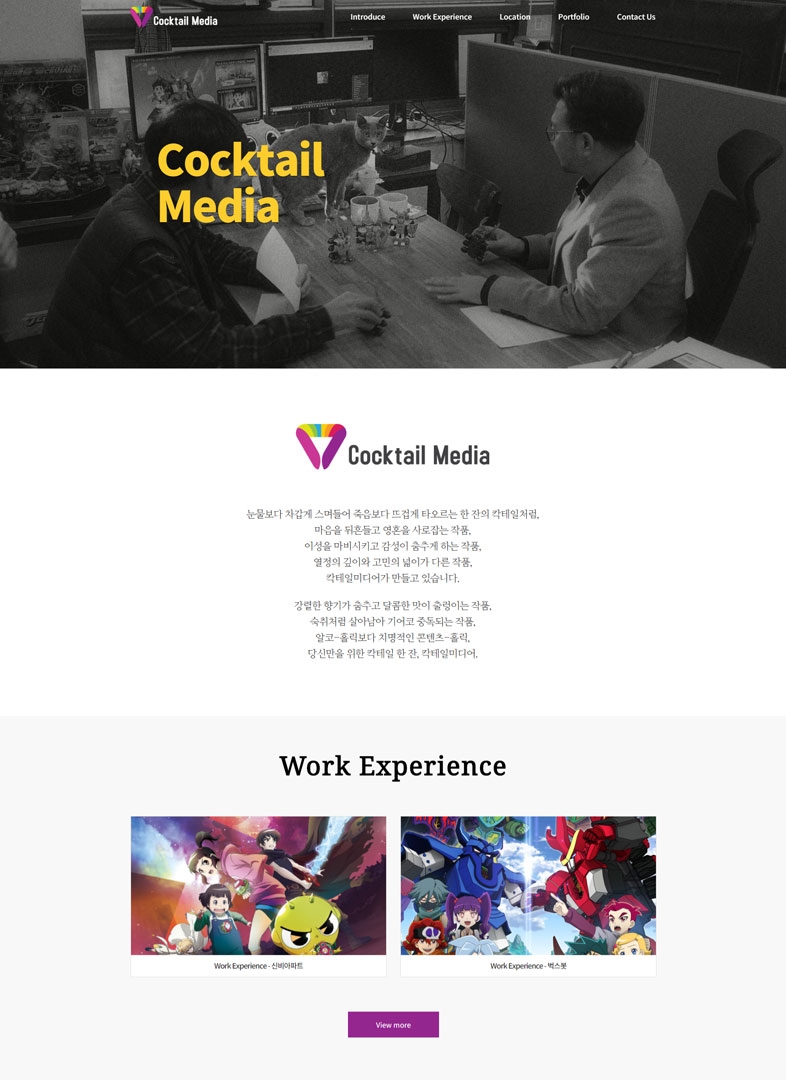 Cocktail Media
Introduce
Work Experience
Location
Portfolio
Contact Us
Cocktail
Media
Cocktail Media
눈물보다 차갑게 스며들어 죽음보다 뜨겁게 타오르는 한 잔의 칵테일처럼,
마음을 뒤흔들고 영혼을 사로잡는 작품,
이성을 마비시키고 감성이 춤추게 하는 작품,
열정의 깊이와 고민의 넓이가 다른 작품,
칵테일미디어가 만들고 있습니다.
강렬한 향기가 춤추고 달콤한 맛이 출렁이는 작품,
숙취처럼 살아남아 기어코 중독되는 작품,
알코-홀릭보다 치명적인 콘텐츠-홀릭,
당신만을 위한 칵테일 한 잔, 칵테일미디어.
Work Experience
Work Experience - 신비아파트
Work Experience - 벅스봇
View more